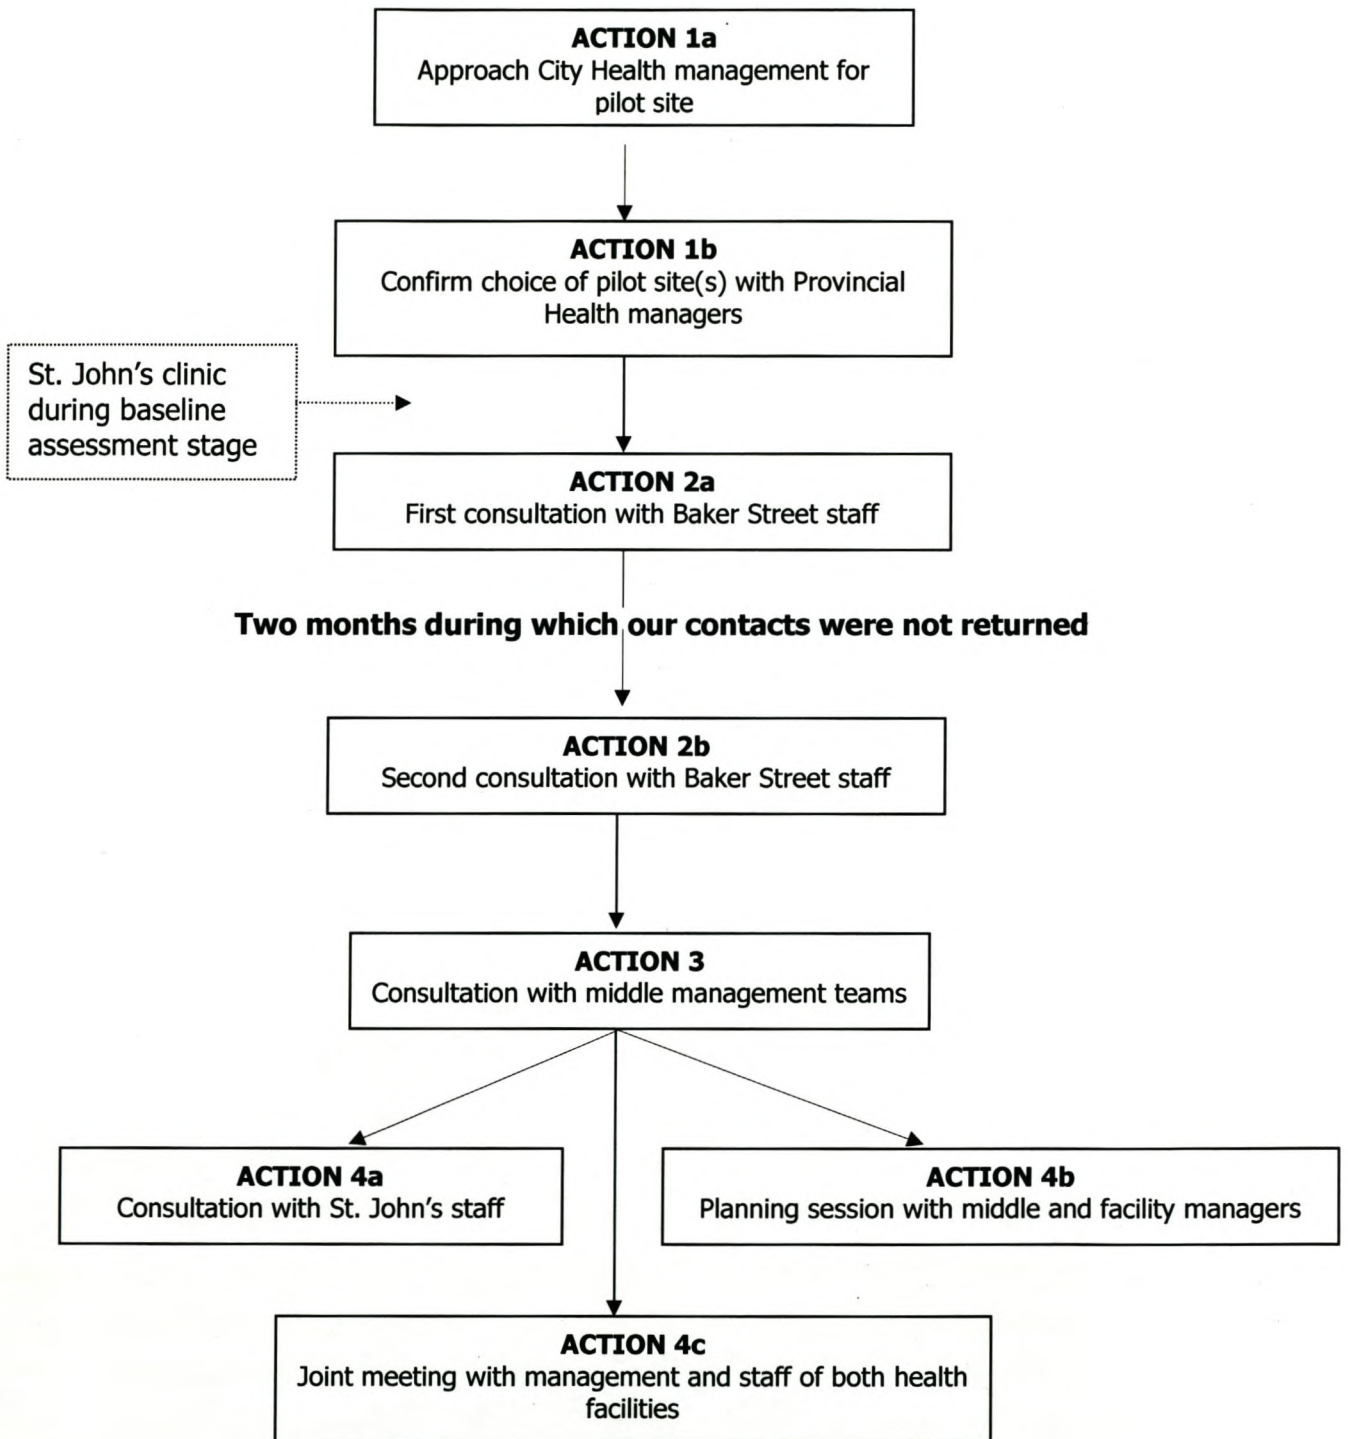 ACTION 1a
Approach City Health management for
pilot site
ACTION 1b
Confirm choice of pilot site(s) with Provincial
Health managers
St. John's clinic
during baseline
assessment stage
ACTION 2a
First consultation with Baker Street staff
Two months during which our contacts were not returned
ACTION 2b
Second consultation with Baker Street staff
ACTION 3
Consultation with middle management teams
ACTION 4a
Consultation with St. John's staff
ACTION 4b
Planning session with middle and facility managers
ACTION 4c
Joint meeting with management and staff of both health
facilities